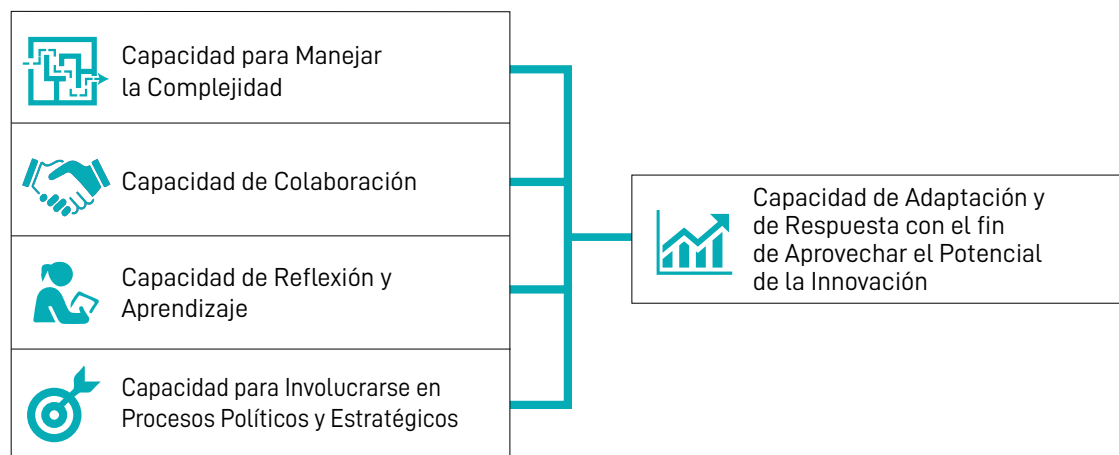 Capacidad para Manejar
la Complejidad
Capacidad de Colaboración
Capacidad de Reflexión y
Aprendizaje
Capacidad para Involucrarse en
Procesos Políticos y Estratégicos
Capacidad de Adaptación y
de Respuesta con el fin
de Aprovechar el Potencial
de la Innovación